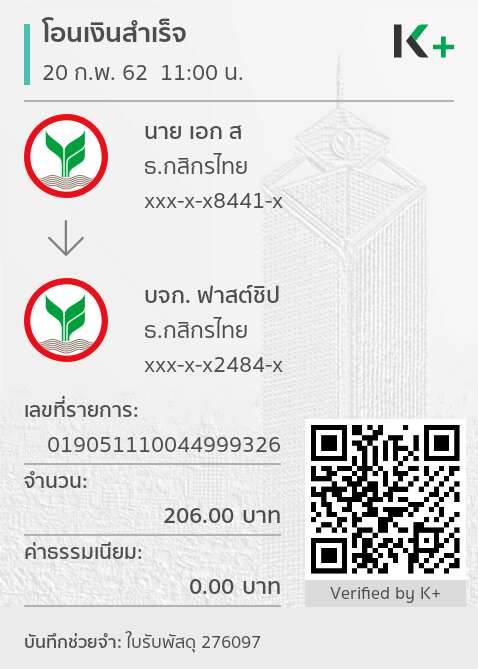 โอนเงินสำเร็จ
20 ก.พ. 62 11:00 น.
K+
นาย เอก ส
ธ.กสิกรไทย
xxx-x-x8441-x
บจก. ฟาสต์ชิป
ธ.กสิกรไทย
xxx-x-x2484-x
เลขที่รายการ:
019051110044999326
จำนวน:
206.00 บาท
ค่าธรรมเนียม:
0.00 บาท
Verified by K+
บันทึกช่วยจำ: ใบรับพัสดุ 276097